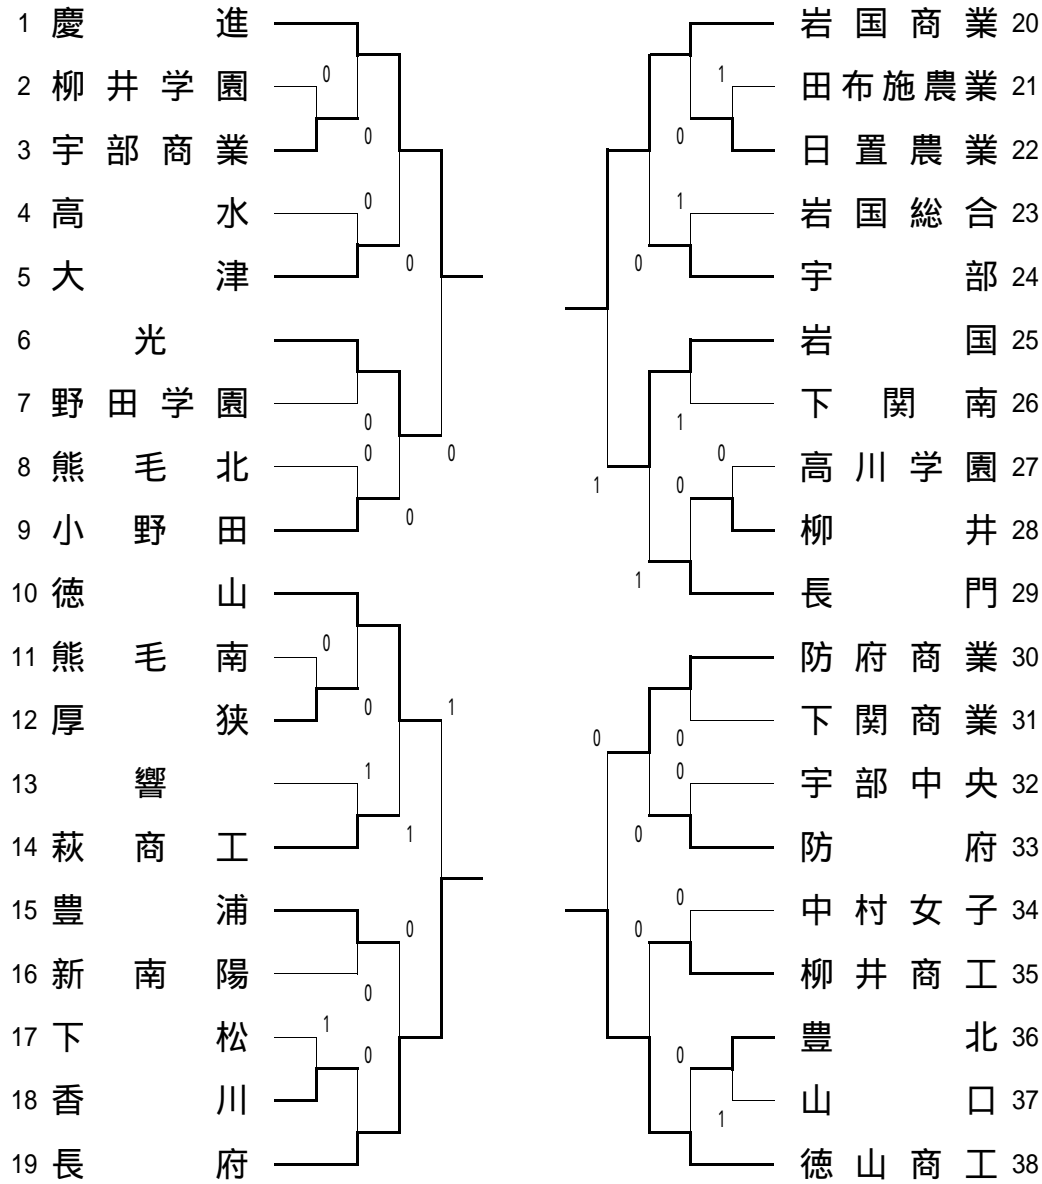 1 慶進
2 柳井学園
0
3 宇部商業
0
4 高水
0
5 大津
0
6 光
7 野田学園
0
8 熊毛北
0
0
9 小野田
0
10 徳山
11 熊毛南
0
12 厚狭
0
1
13 響
1
14 萩商工
1
15 豊浦
0
16 新南陽
0
17 下松
1
0
18 香川
19 長府
岩国商業 20
1
田布施農業 21
0
日置農業 22
1
岩国総合 23
0
宇部 24
岩国 25
下関南 26
1
0
高川学園 27
1
0
柳井 28
1
長門 29
防府商業 30
下関商業 31
0
0
0
宇部中央 32
0
防府 33
0
中村女子 34
0
柳井商工 35
豊北 36
0
山口 37
1
徳山商工 38